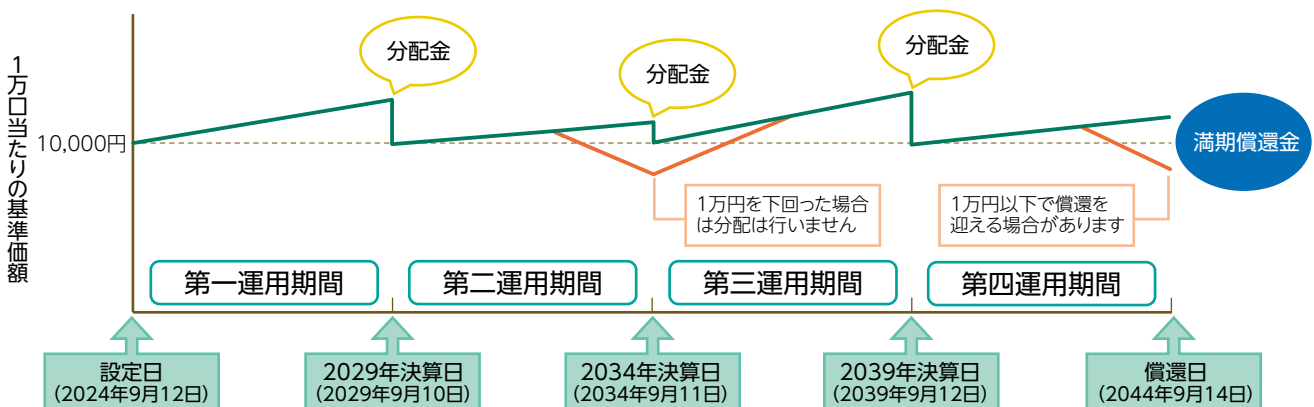 1万口当たりの基準価額
10,000円
分配金
分配金
分配金
満期償還金
1万円を下回った場合
は分配は行いません
1万円以下で償還を
迎える場合があります
第一運用期間
第二運用期間
第三運用期間
第四運用期間
設定日
(2024年9月12日)
2029年決算日
(2029年9月10日)
2034年決算日
(2034年9月11日)
2039年決算日
(2039年9月12日)
償還日
(2044年9月14日)